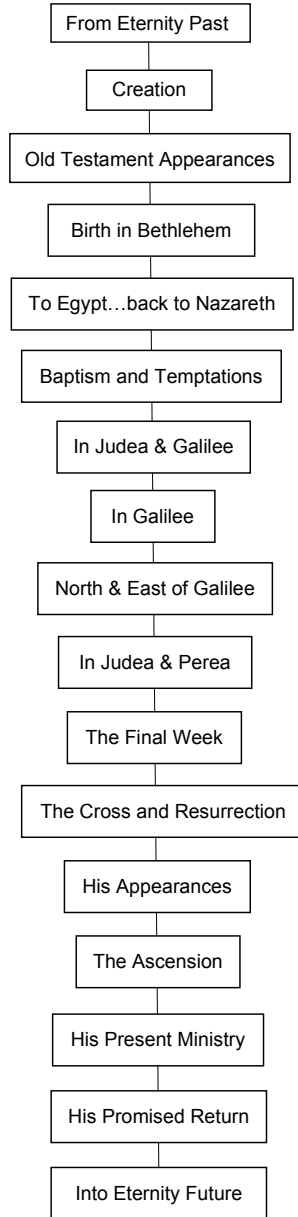 From Eternity Past
Creation
Old Testament Appearances
Birth in Bethlehem
To Egypt…back to Nazareth
Baptism and Temptations
In Judea & Galilee
In Galilee
North & East of Galilee
In Judea & Perea
The Final Week
The Cross and Resurrection
His Appearances
The Ascension
His Present Ministry
His Promised Return
Into Eternity Future